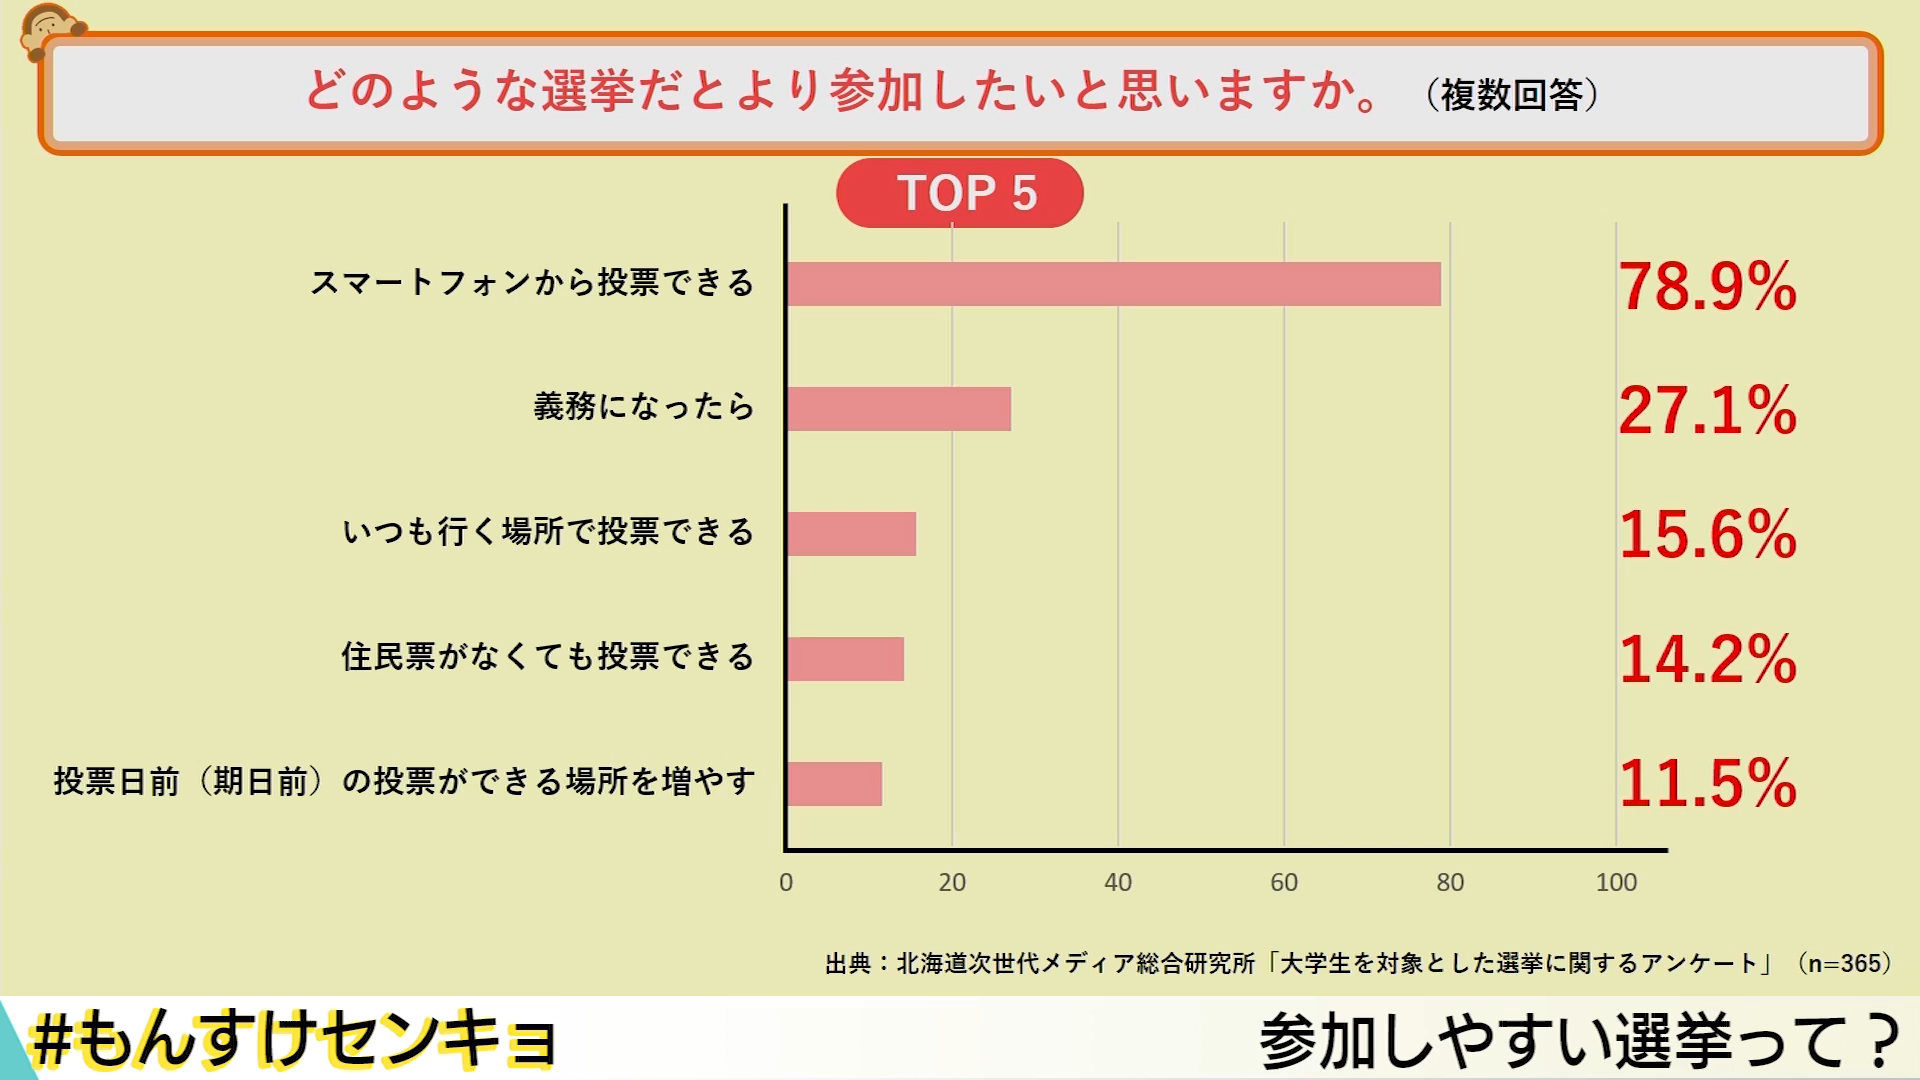 どのような選挙だとより参加したいと思いますか。（複数回答）
TOP 5
スマートフォンから投票できる 78.9%
義務になったら 27.1%
いつも行く場所で投票できる 15.6%
住民票がなくても投票できる 14.2%
投票日前（期日前）の投票ができる場所を増やす 11.5%
0 20 40 60 80 100
出典：北海道次世代メディア総合研究所「大学生を対象とした選挙に関するアンケート」（n=365）
#もんすけセンキョ
参加しやすい選挙って？